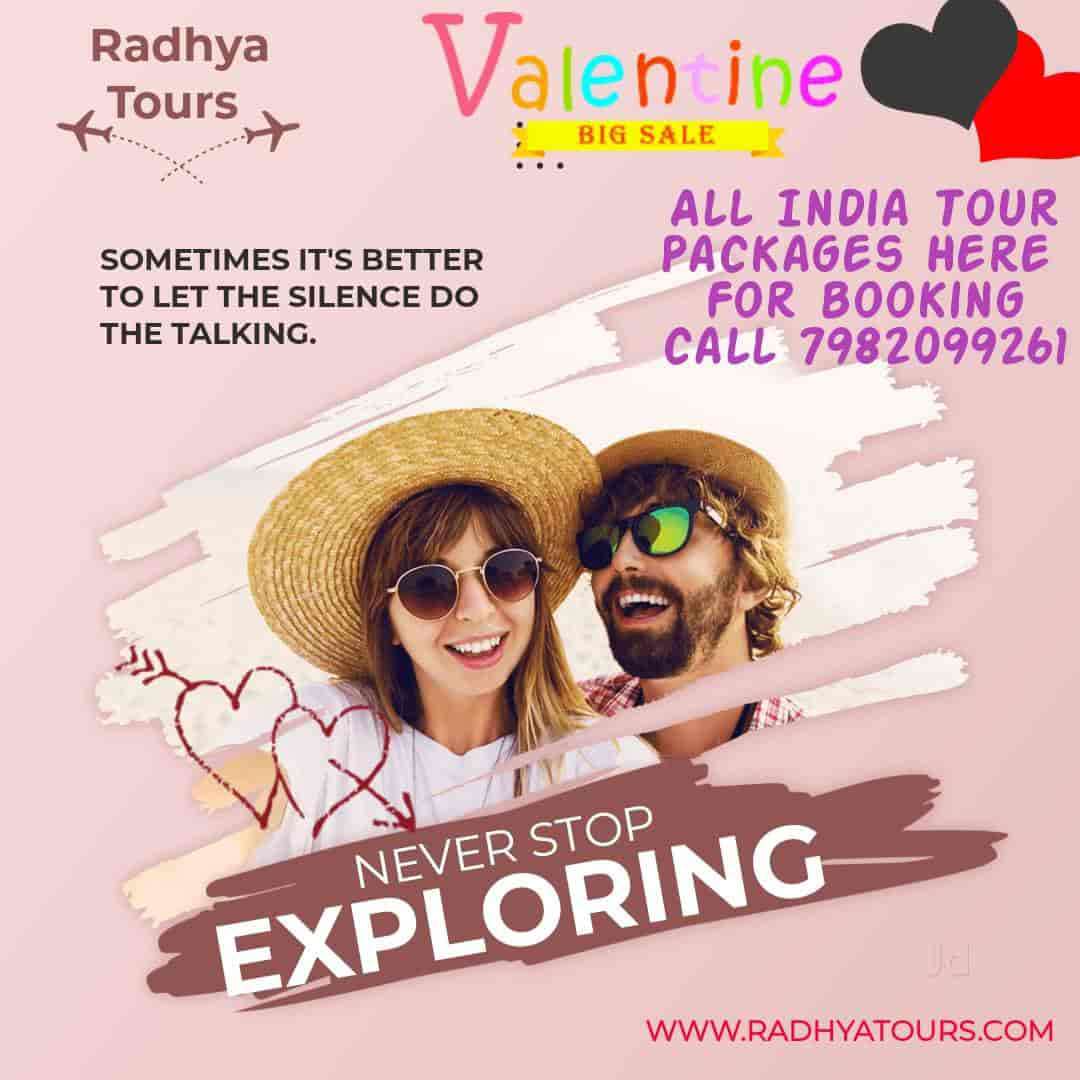 Radhya
Tours
Valentine
BIG SALE
SOMETIMES IT'S BETTER
TO LET THE SILENCE DO
THE TALKING.
ALL INDIA TOUR
PACKAGES HERE
FOR BOOKING
CALL 7982099261
NEVER STOP
EXPLORING
Jd
WWW.RADHYATOURS.COM